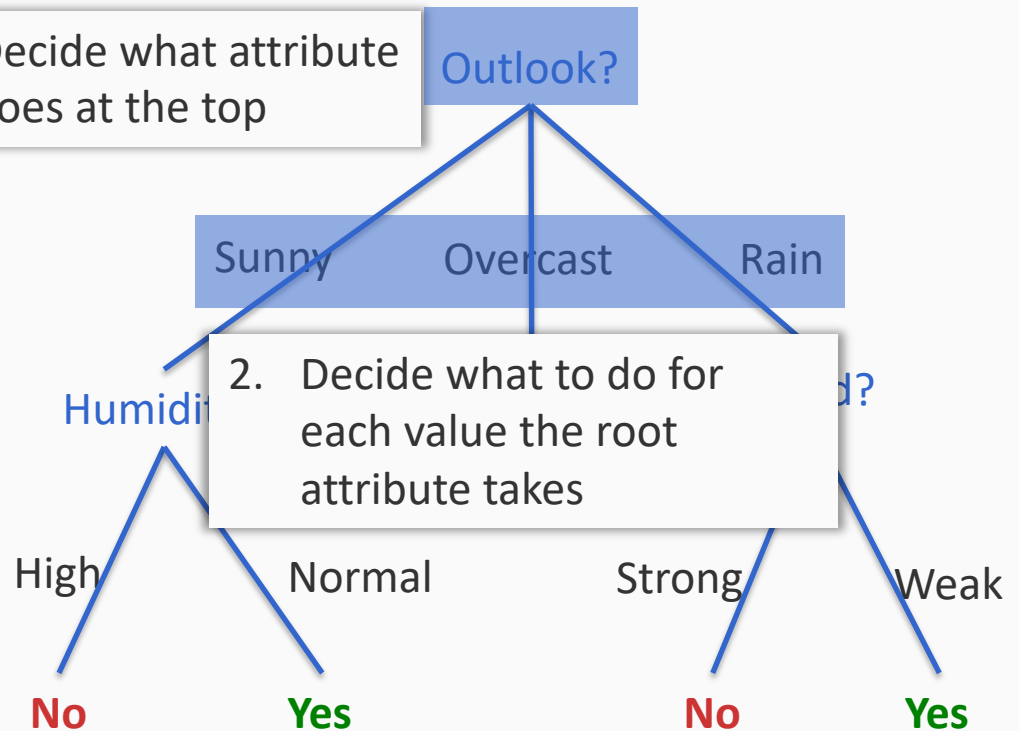 ecide what attribute
oes at the top
Outlook?
Sunny Overcast Rain
2. Decide what to do for
each value the root
attribute takes
Humidit
d?
High Normal Strong Weak
No Yes No Yes